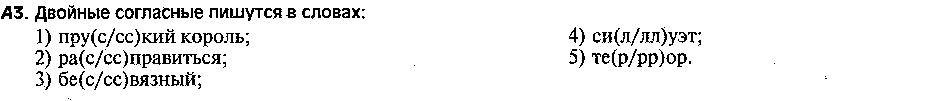 А3. Двойные согласные пишутся в словах:
1) пру(с/сс)кий король;
2) ра(с/сс)правиться;
3) бе(с/сс)вязный;
4) си(л/лл)уэт;
5) те(р/рр)ор.